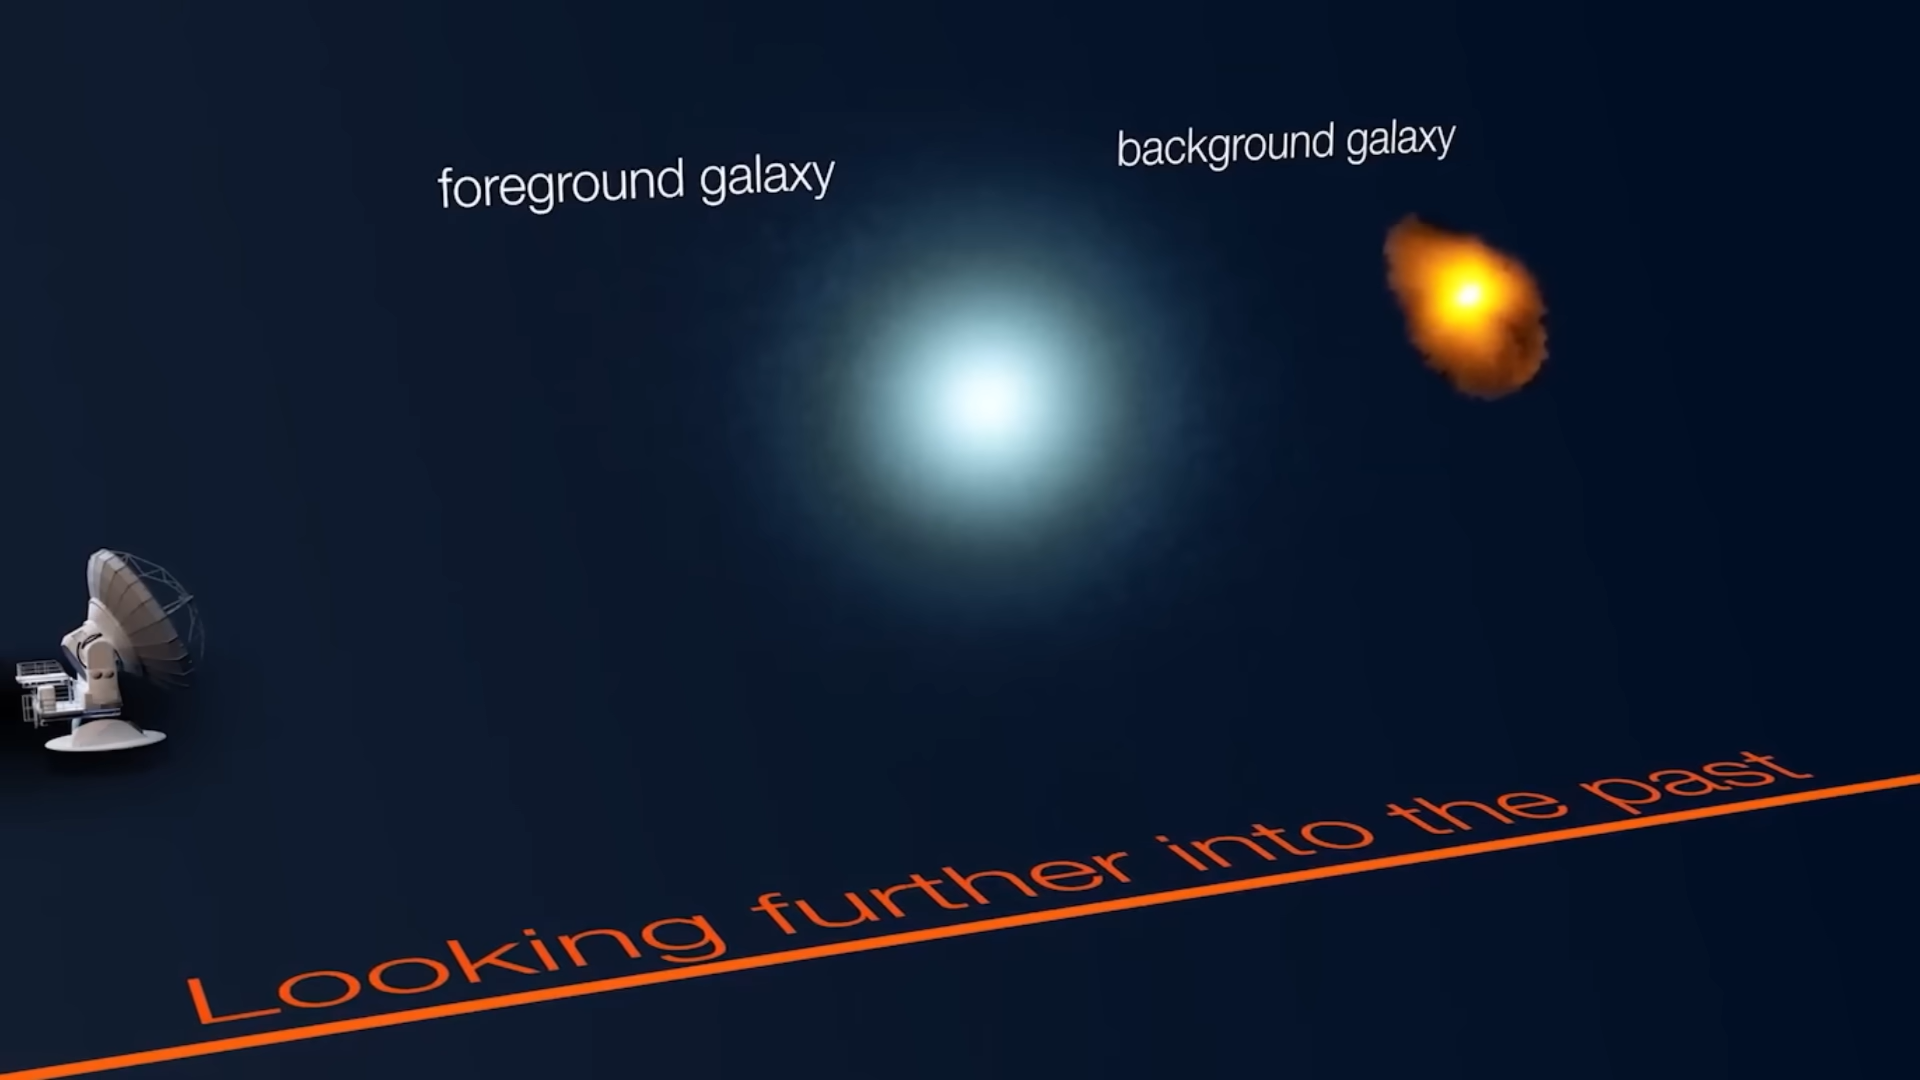 foreground galaxy
background galaxy
Looking further into the past